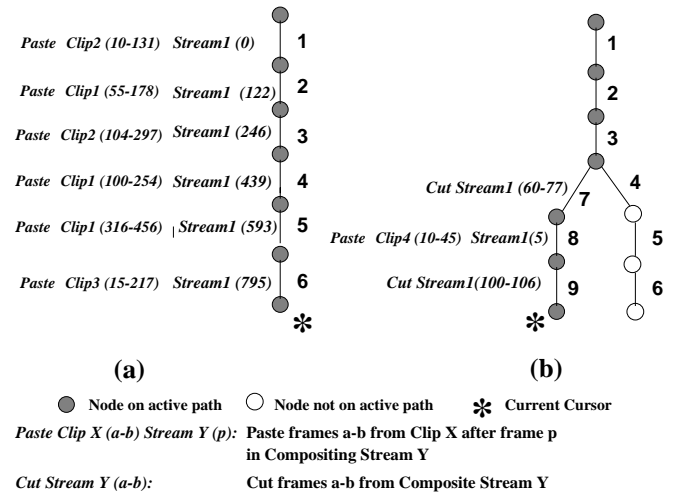 Paste Clip2 (10-131) Stream1 (0) 1
Paste Clip1 (55-178) Stream1 (122) 2
Paste Clip2 (104-297) Stream1 (246) 3
Paste Clip1 (100-254) Stream1 (439) 4
Paste Clip1 (316-456) Stream1 (593) 5
Paste Clip3 (15-217) Stream1 (795) 6
*
(a)
1
2
3
4
Cut Stream1 (60-77) 7
Paste Clip4 (10-45) Stream1(5) 8 5
Cut Stream1(100-106) 9 6
*
(b)
Node on active path Node not on active path * Current Cursor
Paste Clip X (a-b) Stream Y (p): Paste frames a-b from Clip X after frame p
in Compositing Stream Y
Cut Stream Y (a-b): Cut frames a-b from Composite Stream Y